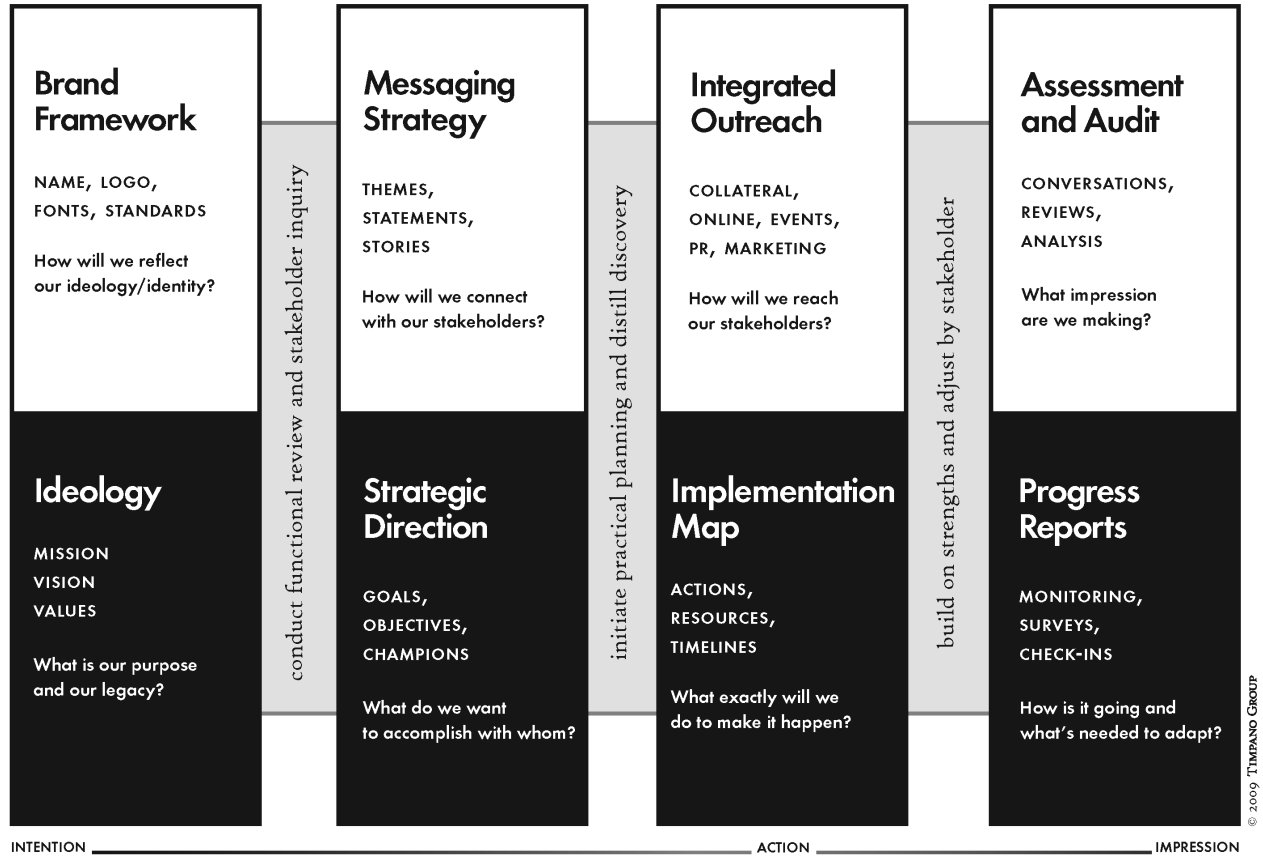 Brand
Framework
NAME, LOGO,
FONTS, STANDARDS
How will we reflect
our ideology/identity?
Ideology
MISSION
VISION
VALUES
What is our purpose
and our legacy?
conduct functional review and stakeholder inquiry
Messaging
Strategy
THEMES,
STATEMENTS,
STORIES
How will we connect
with our stakeholders?
Strategic
Direction
GOALS,
OBJECTIVES,
CHAMPIONS
What do we want
to accomplish with whom?
initiate practical planning and distill discovery
Integrated
Outreach
COLLATERAL,
ONLINE, EVENTS,
PR, MARKETING
How will we reach
our stakeholders?
Implementation
Map
ACTIONS,
RESOURCES,
TIMELINES
What exactly will we
do to make it happen?
build on strengths and adjust by stakeholder
Assessment
and Audit
CONVERSATIONS,
REVIEWS,
ANALYSIS
What impression
are we making?
Progress
Reports
MONITORING,
SURVEYS,
CHECK-INS
How is it going and
what's needed to adapt?
© 2009 TIMPANO GROUP
INTENTION ACTION IMPRESSION